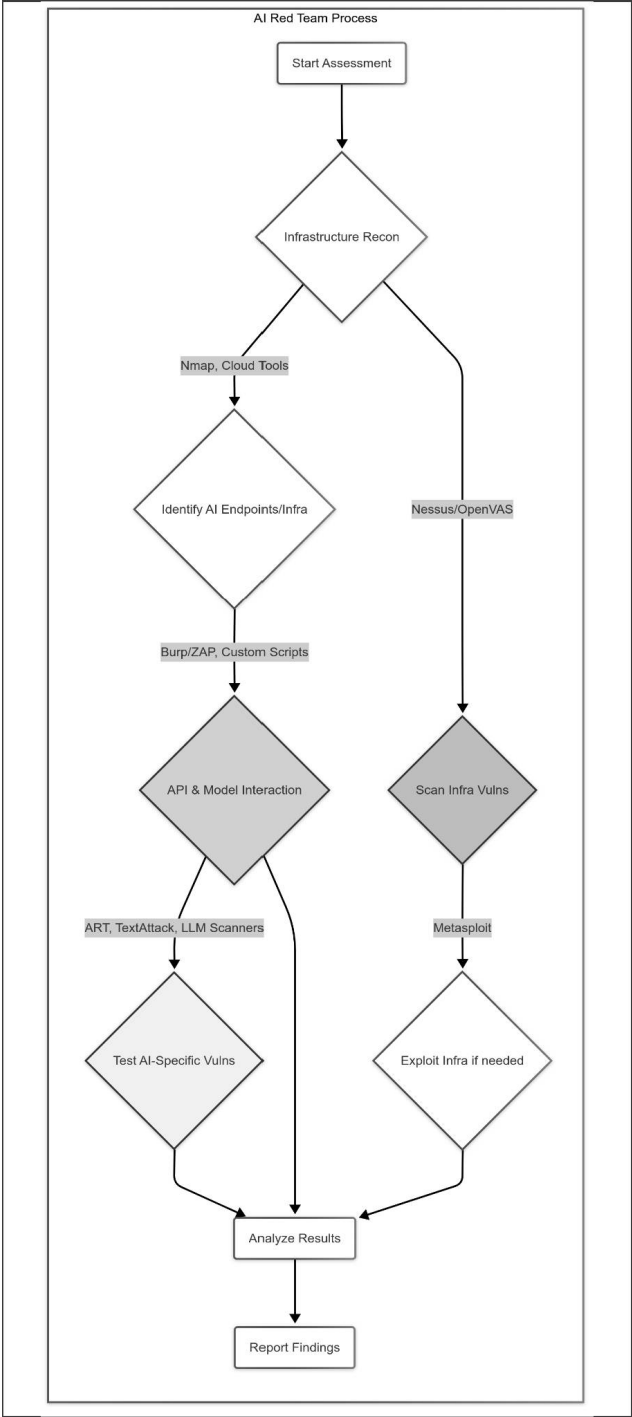 AI Red Team Process
Start Assessment
Infrastructure Recon
Nmap, Cloud Tools
Identify AI Endpoints/Infra
Nessus/OpenVAS
Burp/ZAP, Custom Scripts
API & Model Interaction
Scan Infra Vulns
ART, TextAttack, LLM Scanners
Metasploit
Test AI-Specific Vulns
Exploit Infra if needed
Analyze Results
Report Findings